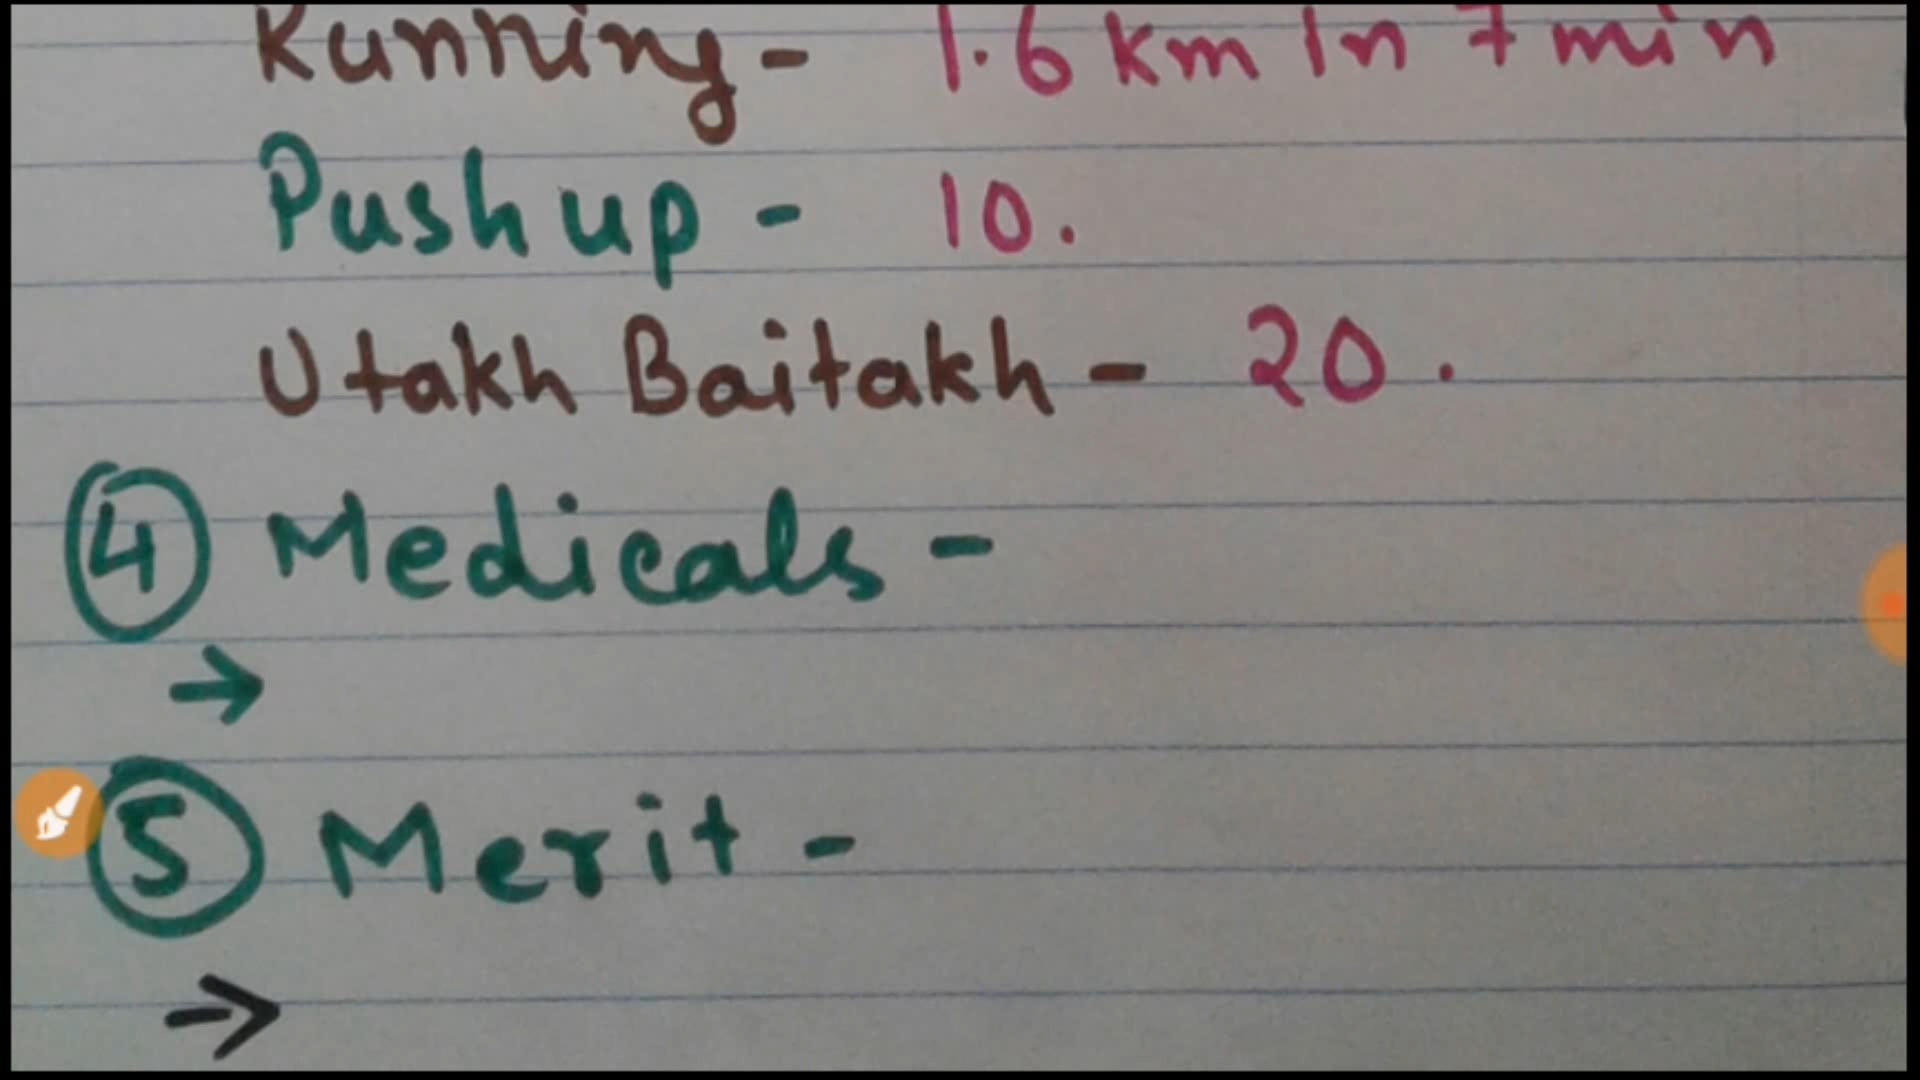 Running - 1.6 km In 7 min
Push up - 10.
Utakh Baitakh - 20.
④ Medicals -
→
⑤ Merit -
→